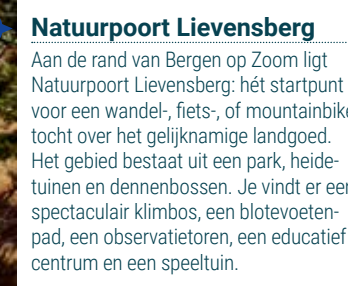 Natuurpoort Lievensberg
Aan de rand van Bergen op Zoom ligt
Natuurpoort Lievensberg: hét startpunt
voor een wandel-, fiets-, of mountainbike
tocht over het gelijknamige landgoed.
Het gebied bestaat uit een park, heide-
tuinen en dennenbossen. Je vindt er een
spectaculair klimbos, een blotevoeten-
pad, een observatietoren, een educatief
centrum en een speeltuin.